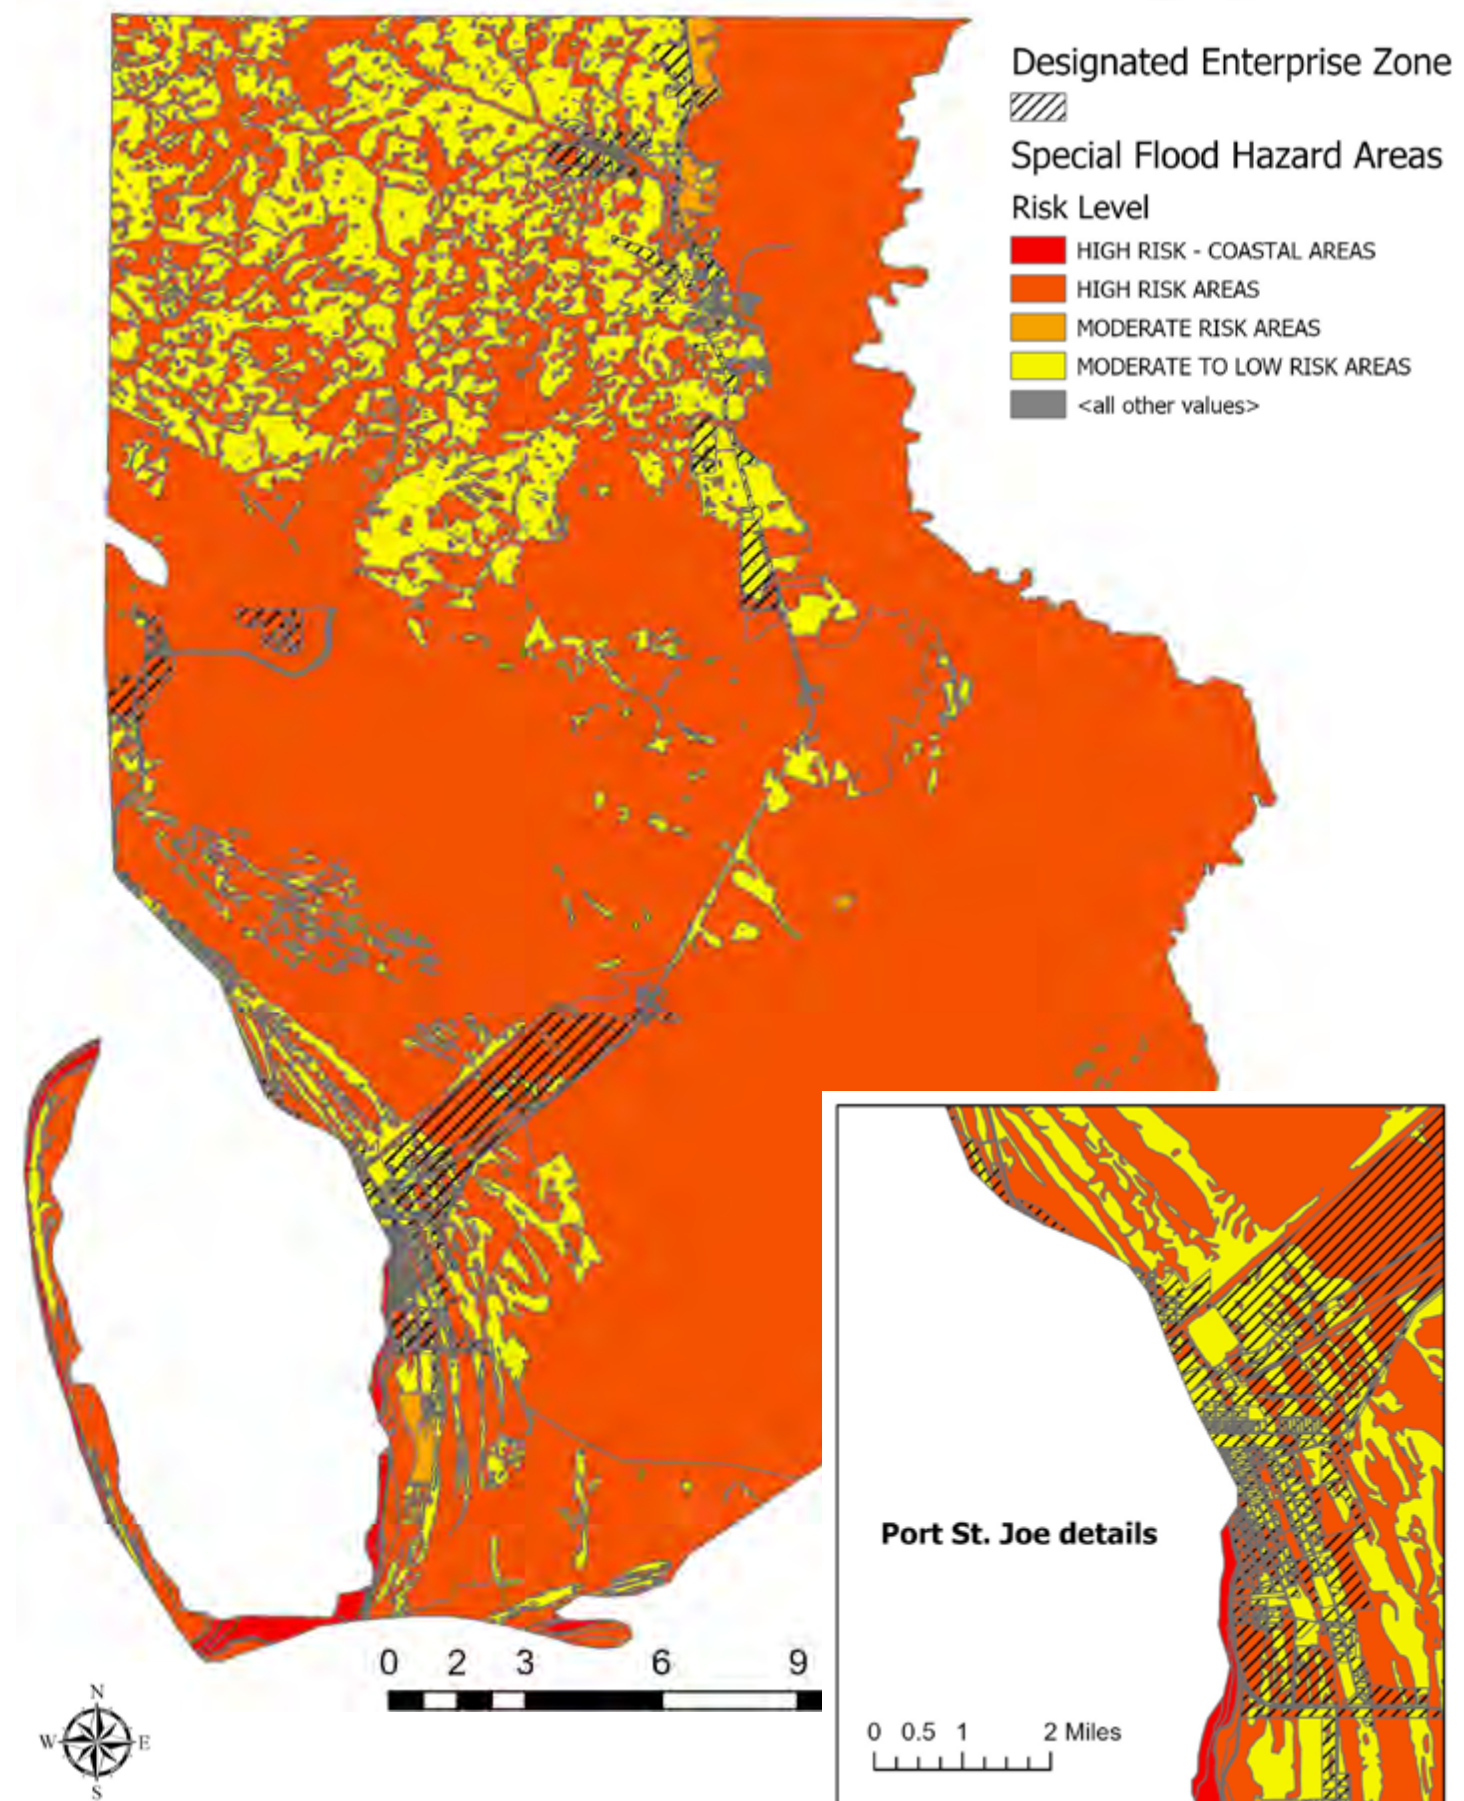 Designated Enterprise Zone
Special Flood Hazard Areas
Risk Level
HIGH RISK - COASTAL AREAS
HIGH RISK AREAS
MODERATE RISK AREAS
MODERATE TO LOW RISK AREAS
<all other values>
Port St. Joe details
0 2 3 6 9
0 0.5 1 2 Miles
N
W E
S